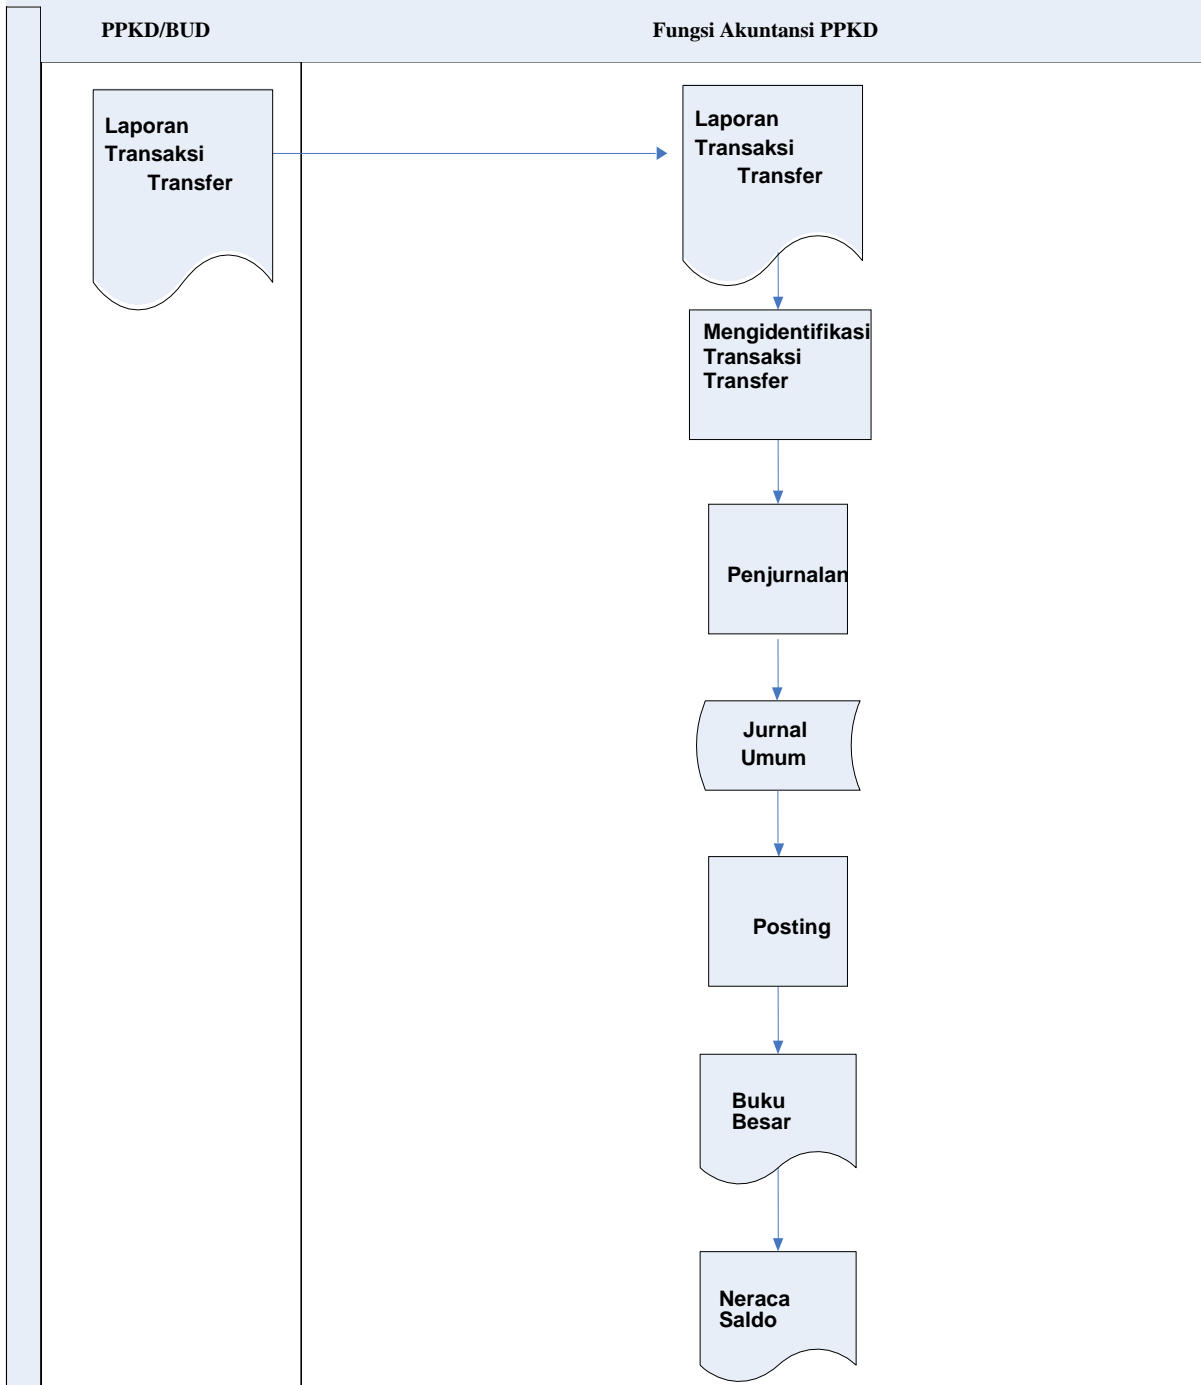 PPKD/BUD
Fungsi Akuntansi PPKD
Laporan
Transaksi
Transfer
Laporan
Transaksi
Transfer
Mengidentifikasi
Transaksi
Transfer
Penjurnalan
Jurnal
Umum
Posting
Buku
Besar
Neraca
Saldo